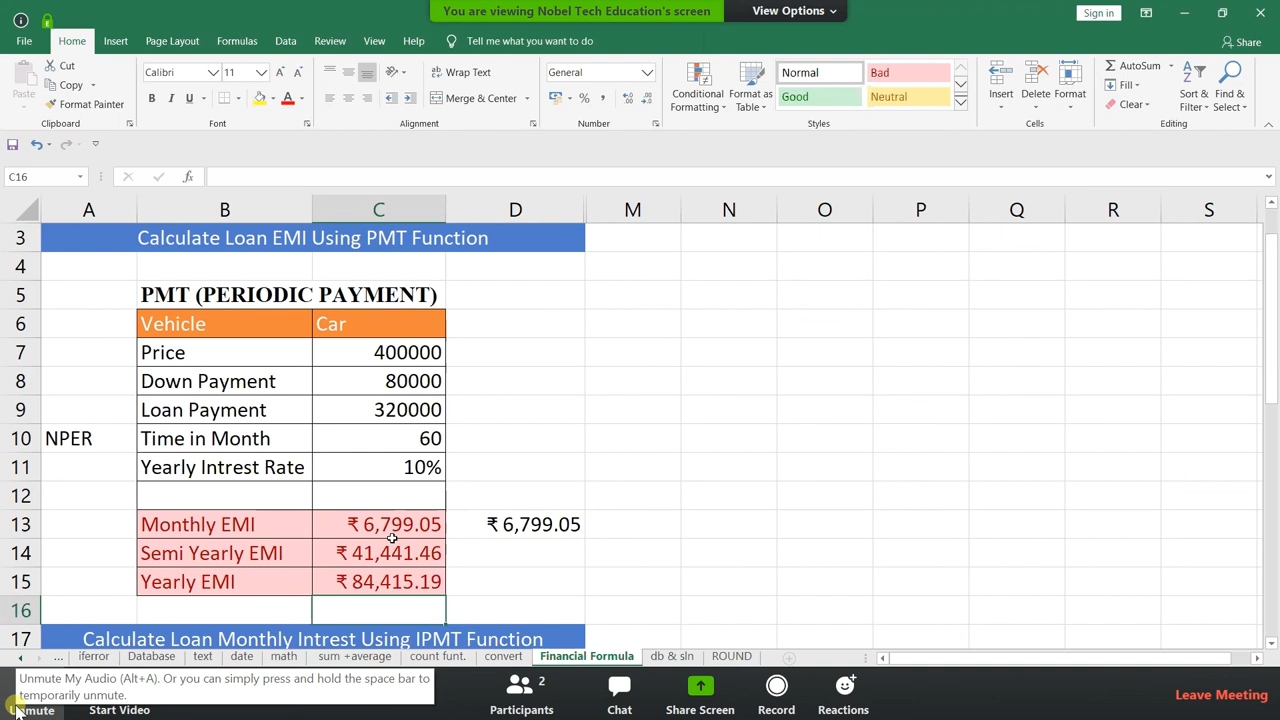 You are viewing Nobel Tech Education's screen
View Options
Sign in
File
Home
Insert
Page Layout
Formulas
Data
Review
View
Help
Tell me what you want to do
Share
Paste
Cut
Copy
Format Painter
Clipboard
Calibri
11
B I U
A
Font
Wrap Text
Merge & Center
Alignment
General
%
Number
Conditional
Formatting
Format as
Table
Normal
Bad
Good
Neutral
Styles
Insert
Delete
Format
Cells
AutoSum
Fill
Clear
Sort &
Filter
Find &
Select
Editing
C16
fx
A B C D M N O P Q R S
3 Calculate Loan EMI Using PMT Function
4
5 PMT (PERIODIC PAYMENT)
6 Vehicle Car
7 Price 400000
8 Down Payment 80000
9 Loan Payment 320000
10 NPER Time in Month 60
11 Yearly Intrest Rate 10%
12
13 Monthly EMI ₹ 6,799.05 ₹ 6,799.05
14 Semi Yearly EMI ₹ 41,441.46
15 Yearly EMI ₹ 84,415.19
16
17 Calculate Loan Monthly Intrest Using IPMT Function
... iferror Database text date math sum +average count funt. convert Financial Formula db & sln ROUND
Unmute My Audio (Alt+A). Or you can simply press and hold the space bar to
temporarily unmute.
Unmute
Start Video
2
Participants
Chat
Share Screen
Record
Reactions
Leave Meeting